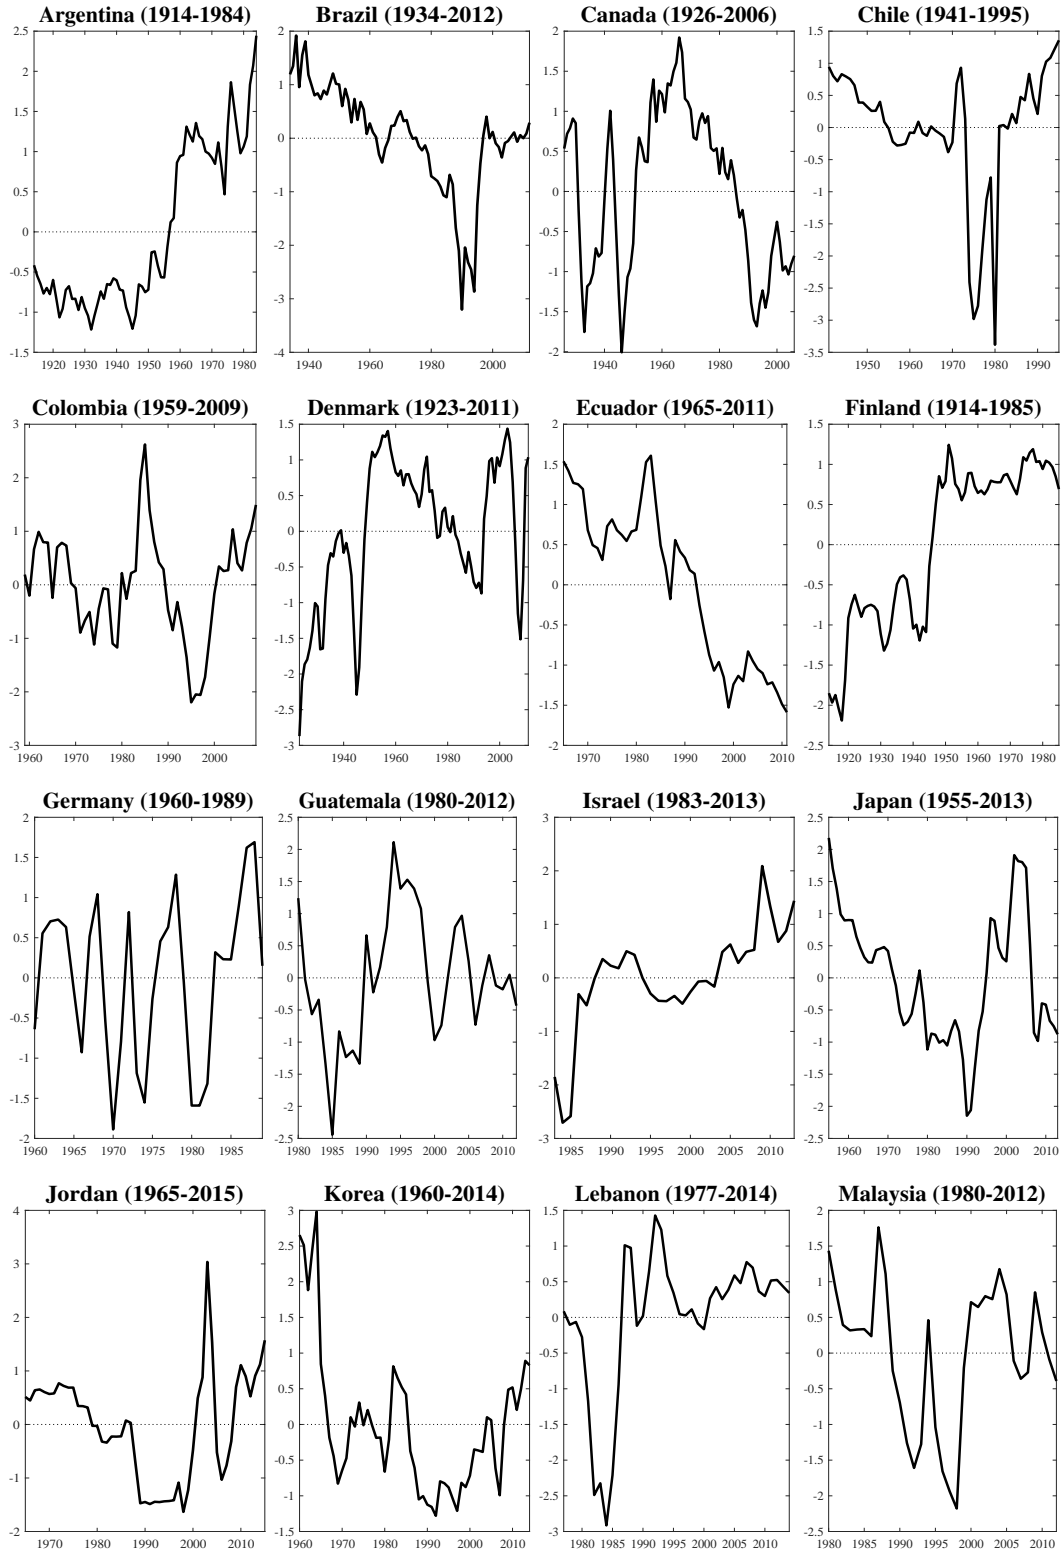 Argentina (1914-1984) Brazil (1934-2012) Canada (1926-2006) Chile (1941-1995)
2.5 2 2 1.5
2 1 1.5 1
1.5 0 1 0.5
1 -1 0.5 0
0.5 -2 0 -0.5
0 -3 -0.5 -1
-0.5 -4 -1 -1.5
-1 -1.5 -2
-1.5 -2 -2.5
-3
-3.5
1920 1930 1940 1950 1960 1970 1980 1940 1960 1980 2000 1940 1960 1980 2000 1950 1960 1970 1980 1990
Colombia (1959-2009) Denmark (1923-2011) Ecuador (1965-2011) Finland (1914-1985)
3 1.5 2 1.5
2 1 1.5 1
1 0.5 1 0.5
0 0 0.5 0
-1 -0.5 0 -0.5
-2 -1 -0.5 -1
-3 -1.5 -1 -1.5
-2 -1.5 -2
-2.5 -2 -2.5
-3
1960 1970 1980 1990 2000 1940 1960 1980 2000 1970 1980 1990 2000 2010 1920 1930 1940 1950 1960 1970 1980
Germany (1960-1989) Guatemala (1980-2012) Israel (1983-2013) Japan (1955-2013)
2 2.5 3 2.5
1.5 2 2 2
1 1.5 1 1.5
0.5 1 0 1
0 0.5 -1 0.5
-0.5 0 -2 0
-1 -0.5 -3 -0.5
-1.5 -1 -1
-2 -1.5 -1.5
-2 -2
-2.5 -2.5
1960 1965 1970 1975 1980 1985 1980 1985 1990 1995 2000 2005 2010 1985 1990 1995 2000 2005 2010 1960 1970 1980 1990 2000 2010
Jordan (1965-2015) Korea (1960-2014) Lebanon (1977-2014) Malaysia (1980-2012)
4 3 1.5 2
3 2.5 1 1.5
2 2 0.5 1
1 1.5 0 0.5
0 1 -0.5 0
-1 0.5 -1 -0.5
-2 0 -1.5 -1
-0.5 -2 -1.5
-1 -2.5 -2
-1.5 -3 -2.5
1970 1980 1990 2000 2010 1960 1970 1980 1990 2000 2010 1980 1985 1990 1995 2000 2005 2010 1980 1985 1990 1995 2000 2005 2010